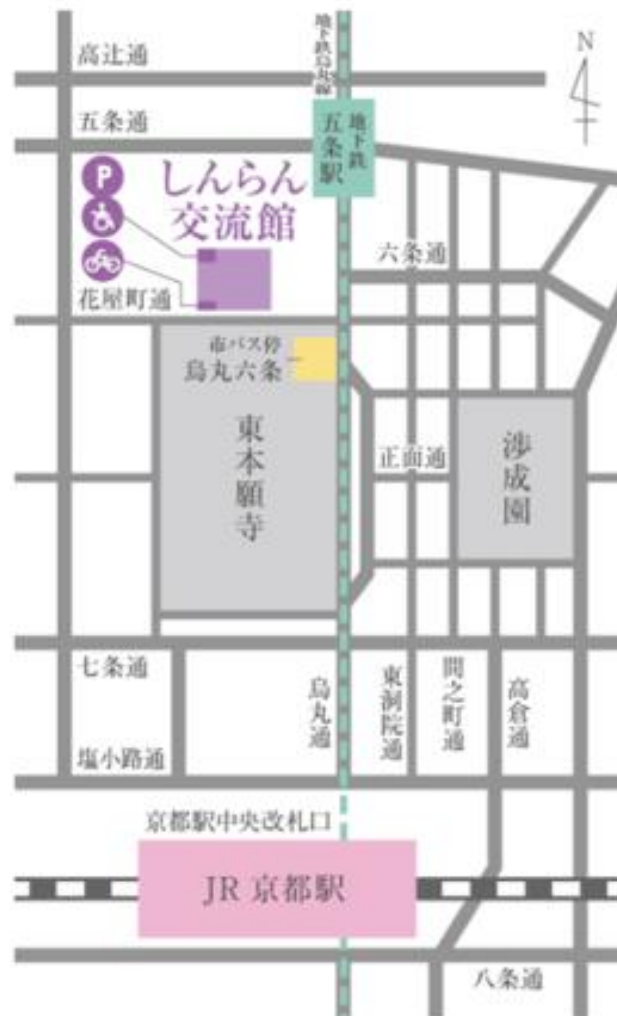 高辻通
地下鉄烏丸線
N
五条通
地下鉄
五条駅
P
しんらん
交流館
六条通
花屋町通
市バス停
烏丸六条
東本願寺
正面通
渉成園
七条通
烏丸通
東洞院通
間之町通
高倉通
塩小路通
京都駅中央改札口
JR 京都駅
八条通